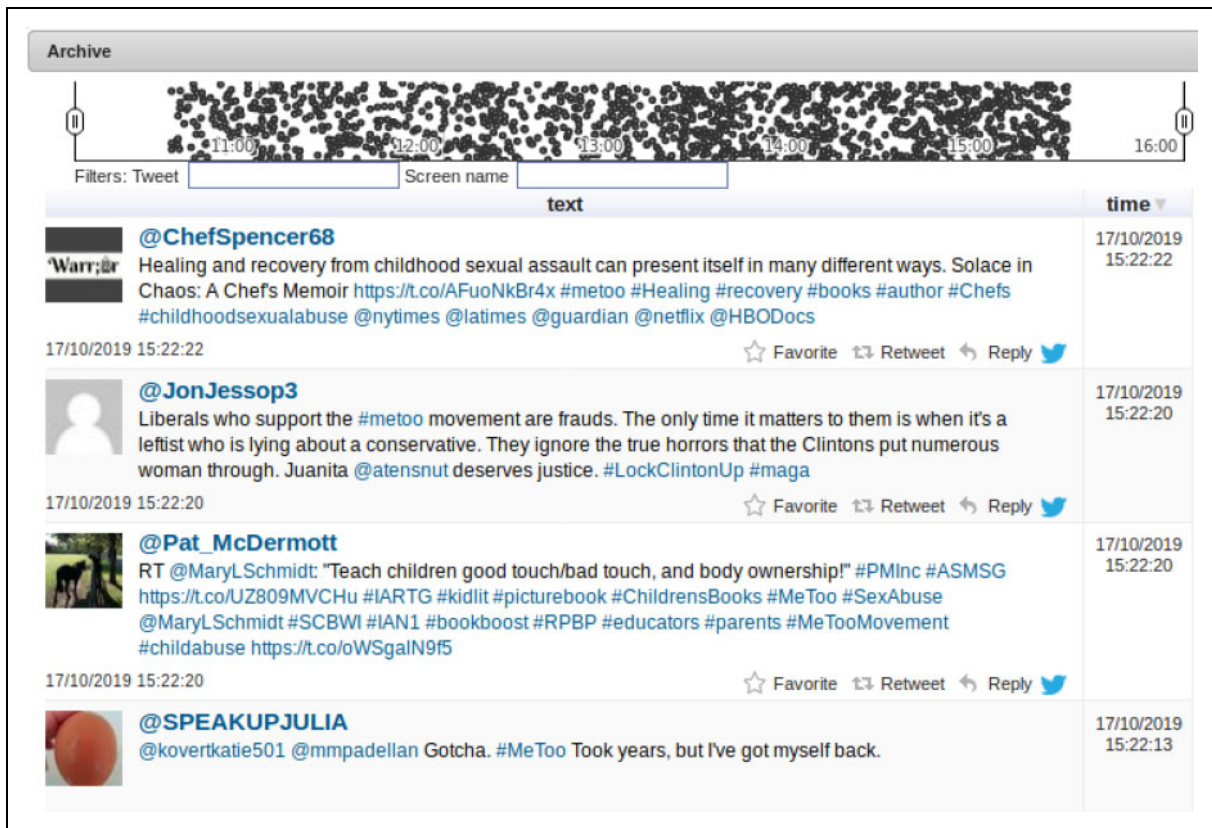 Archive
11:00 12:00 13:00 14:00 15:00 16:00
Filters: Tweet Screen name
text time
@ChefSpencer68
17/10/2019
15:22:22
Healing and recovery from childhood sexual assault can present itself in many different ways. Solace in
Chaos: A Chef's Memoir https://t.co/AFuoNkBr4x #metoo #Healing #recovery #books #author #Chefs
#childhoodsexualabuse @nytimes @latimes @guardian @netflix @HBODocs
17/10/2019 15:22:22 Favorite Retweet Reply
@JonJessop3
17/10/2019
15:22:20
Liberals who support the #metoo movement are frauds. The only time it matters to them is when it's a
leftist who is lying about a conservative. They ignore the true horrors that the Clintons put numerous
woman through. Juanita @atensnut deserves justice. #LockClintonUp #maga
17/10/2019 15:22:20 Favorite Retweet Reply
@Pat_McDermott
17/10/2019
15:22:20
RT @MaryLSchmidt: "Teach children good touch/bad touch, and body ownership!" #PMInc #ASMSG
https://t.co/UZ809MVCHu #IARTG #kidlit #picturebook #ChildrensBooks #MeToo #SexAbuse
@MaryLSchmidt #SCBWI #IAN1 #bookboost #RPBP #educators #parents #MeTooMovement
#childabuse https://t.co/oWSgalN9f5
17/10/2019 15:22:20 Favorite Retweet Reply
@SPEAKUPJULIA
17/10/2019
15:22:13
@kovertkatie501 @mmpadellan Gotcha. #MeToo Took years, but I've got myself back.